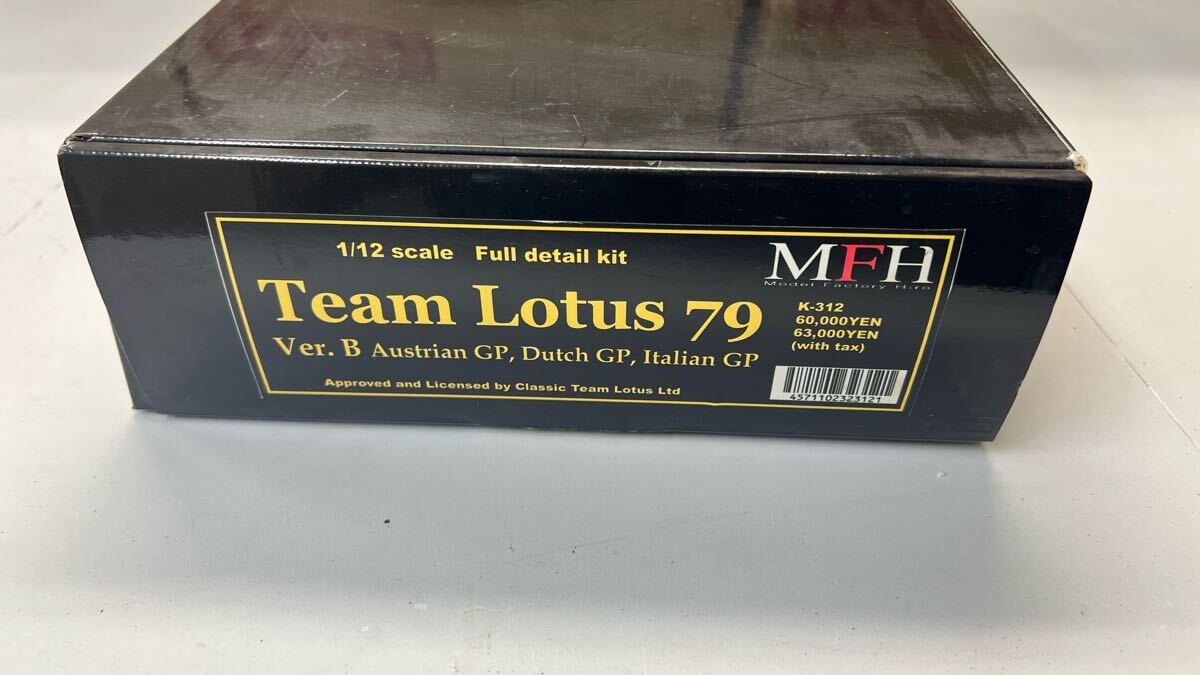 1/12 scale Full detail kit
Team Lotus 79
Ver. B Austrian GP, Dutch GP, Italian GP
Approved and Licensed by Classic Team Lotus Ltd
MFH
Model Factory Hiro
K-312
60,000YEN
63,000YEN
(with tax)
4571102323121